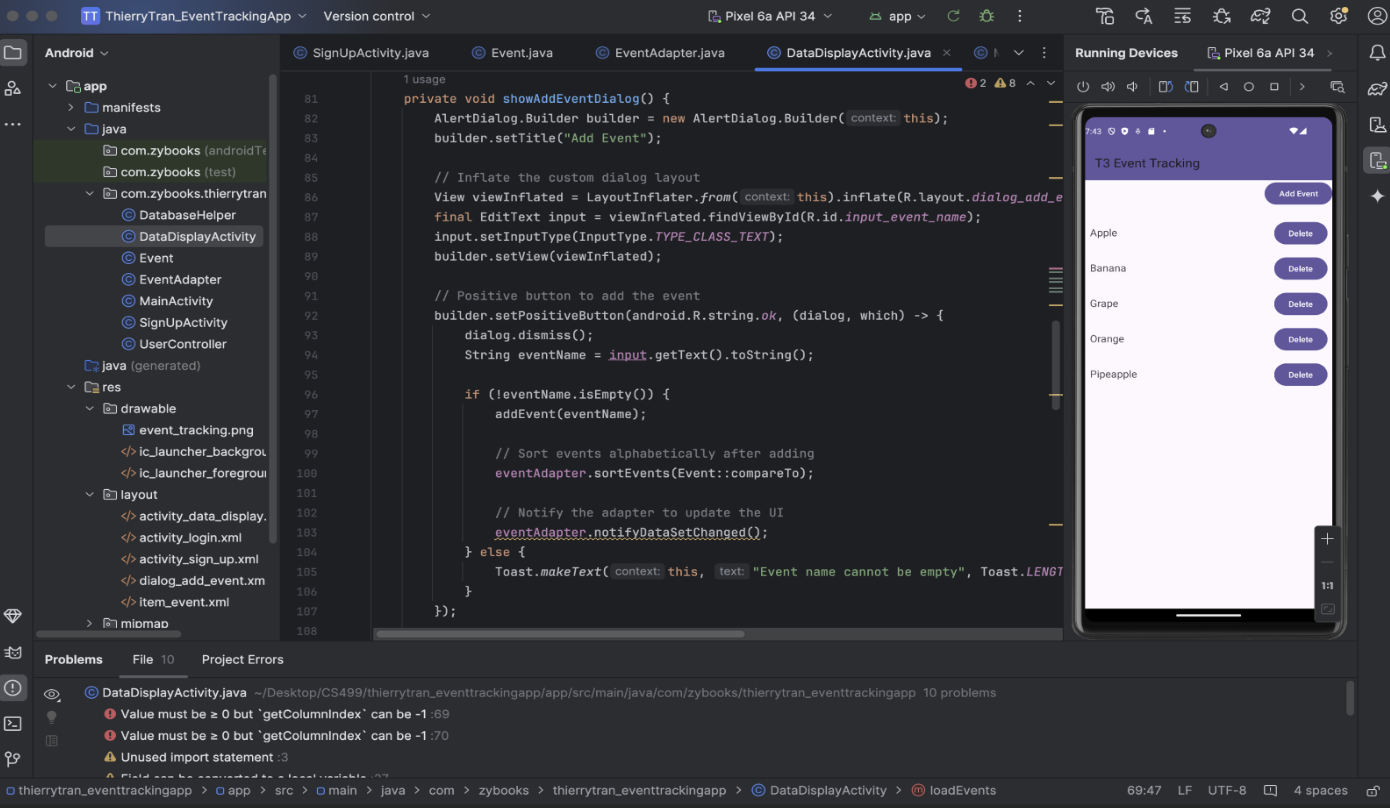 TT ThierryTran_EventTrackingApp Version control Pixel 6a API 34 app
Android
app
manifests
java
com.zybooks (androidTe
com.zybooks (test)
com.zybooks.thierrytran
DatabaseHelper
DataDisplayActivity
Event
EventAdapter
MainActivity
SignUpActivity
UserController
java (generated)
res
drawable
event_tracking.png
ic_launcher_backgrou
ic_launcher_foregroun
layout
activity_data_display.
activity_login.xml
activity_sign_up.xml
dialog_add_event.xm
item_event.xml
mipmap
SignUpActivity.java Event.java EventAdapter.java DataDisplayActivity.java
1 usage
2 8
81 private void showAddEventDialog() {
82 AlertDialog.Builder builder = new AlertDialog.Builder( context: this);
83 builder.setTitle("Add Event");
84
85 // Inflate the custom dialog layout
86 View viewInflated = LayoutInflater.from( context: this).inflate(R.layout.dialog_add_e
87 final EditText input = viewInflated.findViewById(R.id.input_event_name);
88 input.setInputType(InputType.TYPE_CLASS_TEXT);
89 builder.setView(viewInflated);
90
91 // Positive button to add the event
92 builder.setPositiveButton(android.R.string.ok, (dialog, which) -> {
93 dialog.dismiss();
94 String eventName = input.getText().toString();
95
96 if (!eventName.isEmpty()) {
97 addEvent(eventName);
98
99 // Sort events alphabetically after adding
100 eventAdapter.sortEvents(Event::compareTo);
101
102 // Notify the adapter to update the UI
103 eventAdapter.notifyDataSetChanged();
104 } else {
105 Toast.makeText( context: this, text: "Event name cannot be empty", Toast.LENGT
106 }
107 });
108
Running Devices Pixel 6a API 34
7:43
T3 Event Tracking
Add Event
Apple Delete
Banana Delete
Grape Delete
Orange Delete
Pipeapple Delete
1:1
Problems File 10 Project Errors
DataDisplayActivity.java ~/Desktop/CS499/thierrytran_eventtrackingapp/app/src/main/java/com/zybooks/thierrytran_eventtrackingapp 10 problems
Value must be ≥ 0 but `getColumnIndex` can be -1 :69
Value must be ≥ 0 but `getColumnIndex` can be -1 :70
Unused import statement :3
Field can be converted to a local variable :27
thierrytran_eventtrackingapp > app > src > main > java > com > zybooks > thierrytran_eventtrackingapp > DataDisplayActivity > loadEvents 69:47 LF UTF-8 4 spaces